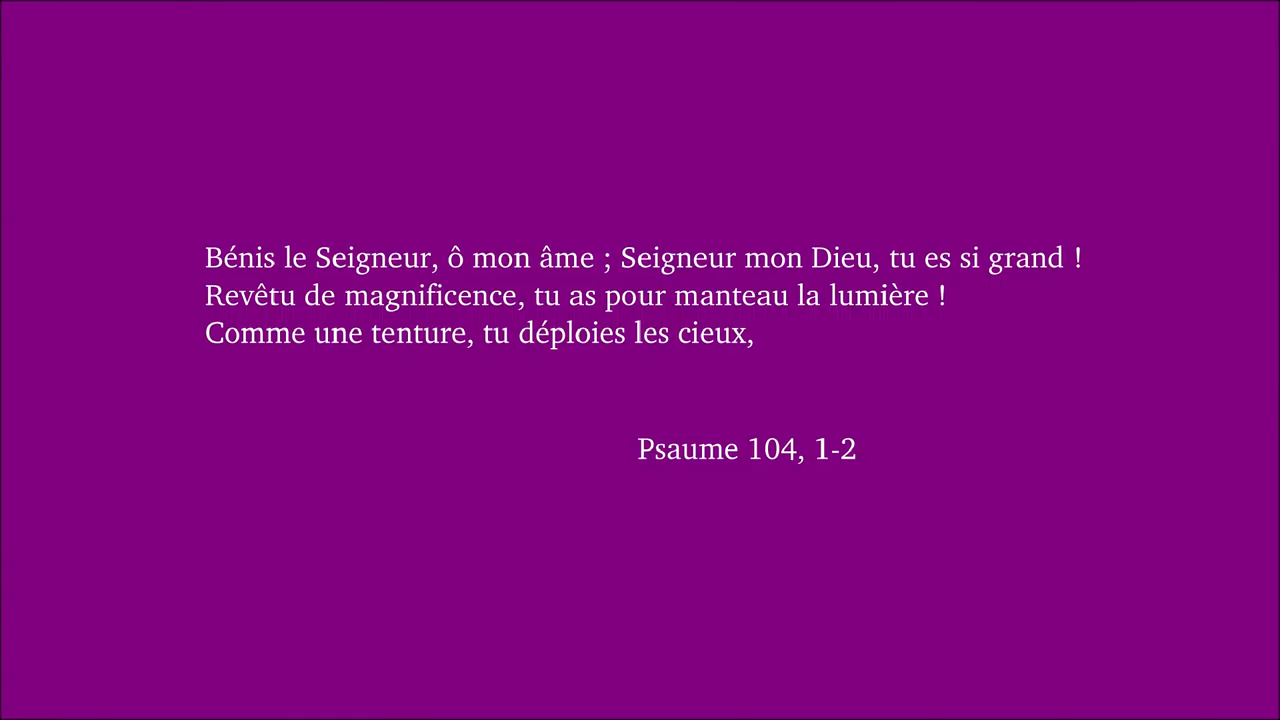 Bénis le Seigneur, ô mon âme ; Seigneur mon Dieu, tu es si grand !
Revêtu de magnificence, tu as pour manteau la lumière !
Comme une tenture, tu déploies les cieux,
Psaume 104, 1-2